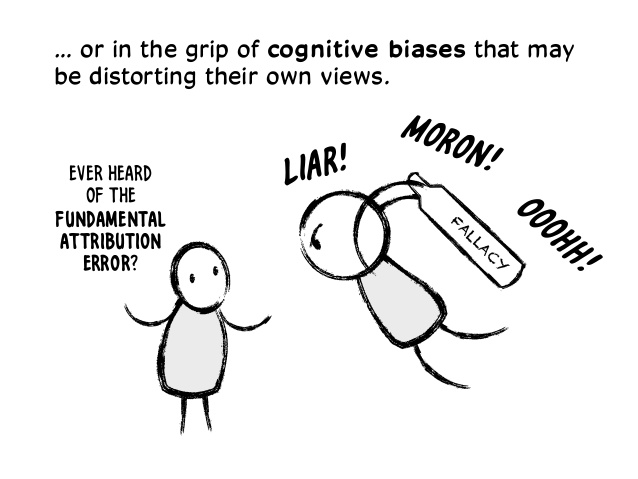 ... or in the grip of cognitive biases that may
be distorting their own views.
EVER HEARD
OF THE
FUNDAMENTAL
ATTRIBUTION
ERROR?
LIAR!
MORON!
OOOHH!
FALLACY